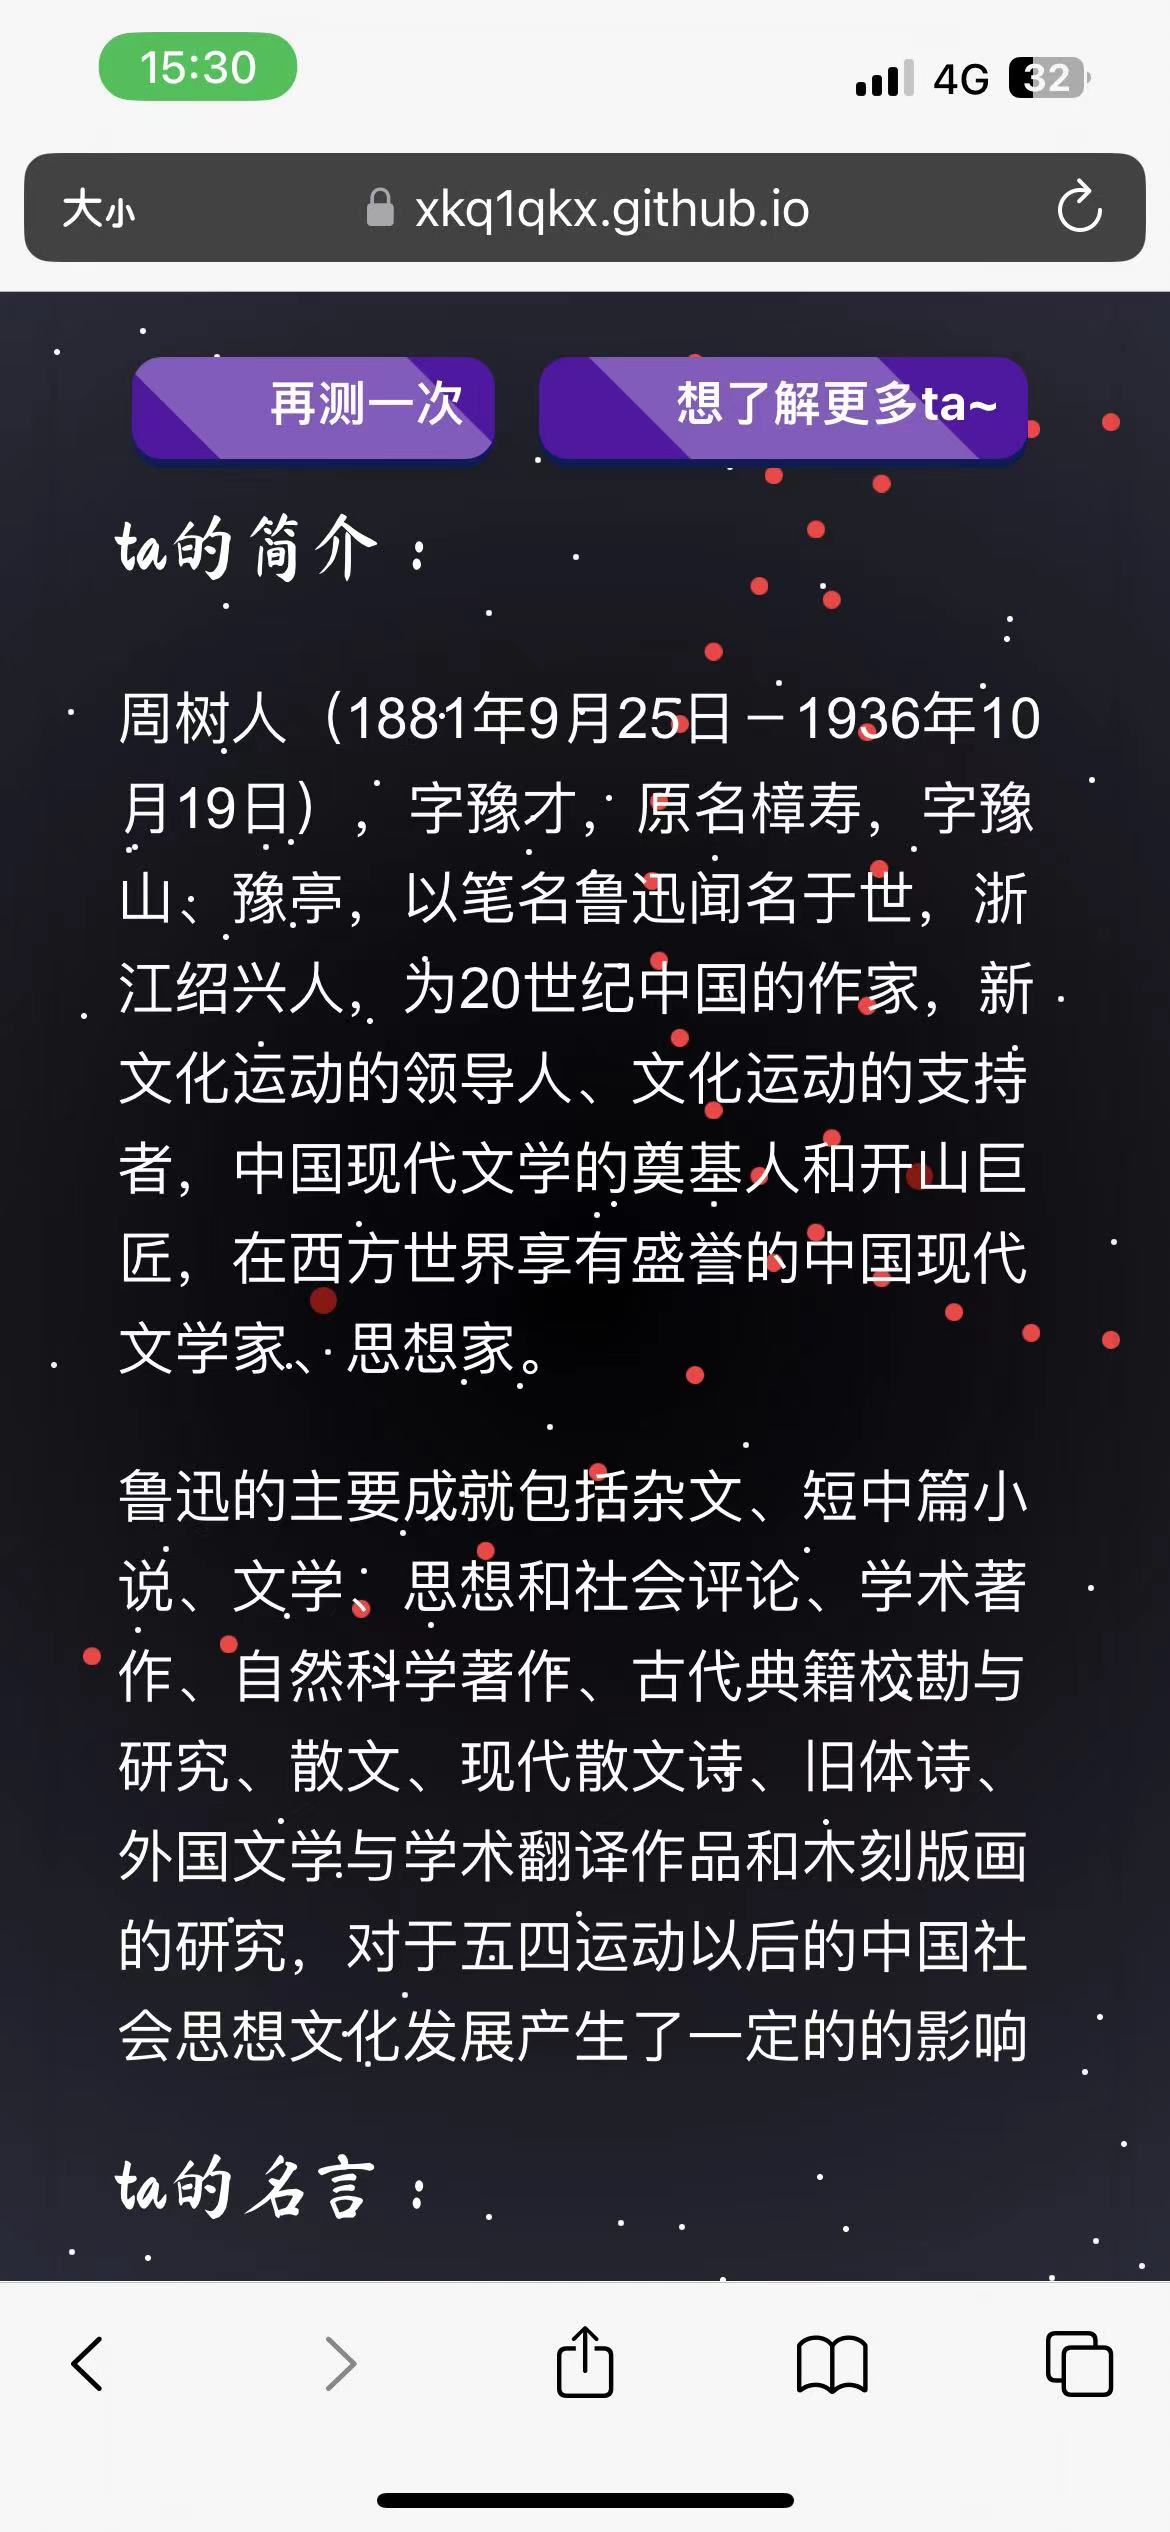 15:30
4G 32
大小 xkq1qkx.github.io
再测一次 想了解更多ta~
ta的简介：
周树人（1881年9月25日－1936年10
月19日），字豫才，原名樟寿，字豫
山、豫亭，以笔名鲁迅闻名于世，浙
江绍兴人，为20世纪中国的作家，新
文化运动的领导人、文化运动的支持
者，中国现代文学的奠基人和开山巨
匠，在西方世界享有盛誉的中国现代
文学家、思想家。
鲁迅的主要成就包括杂文、短中篇小
说、文学、思想和社会评论、学术著
作、自然科学著作、古代典籍校勘与
研究、散文、现代散文诗、旧体诗、
外国文学与学术翻译作品和木刻版画
的研究，对于五四运动以后的中国社
会思想文化发展产生了一定的的影响
ta的名言：